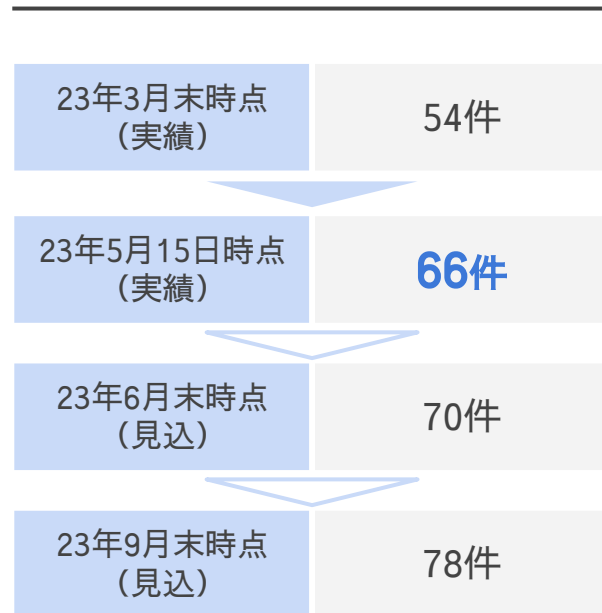 23年3月末時点
（実績）
54件
23年5月15日時点
（実績）
66件
23年6月末時点
（見込）
70件
23年9月末時点
（見込）
78件